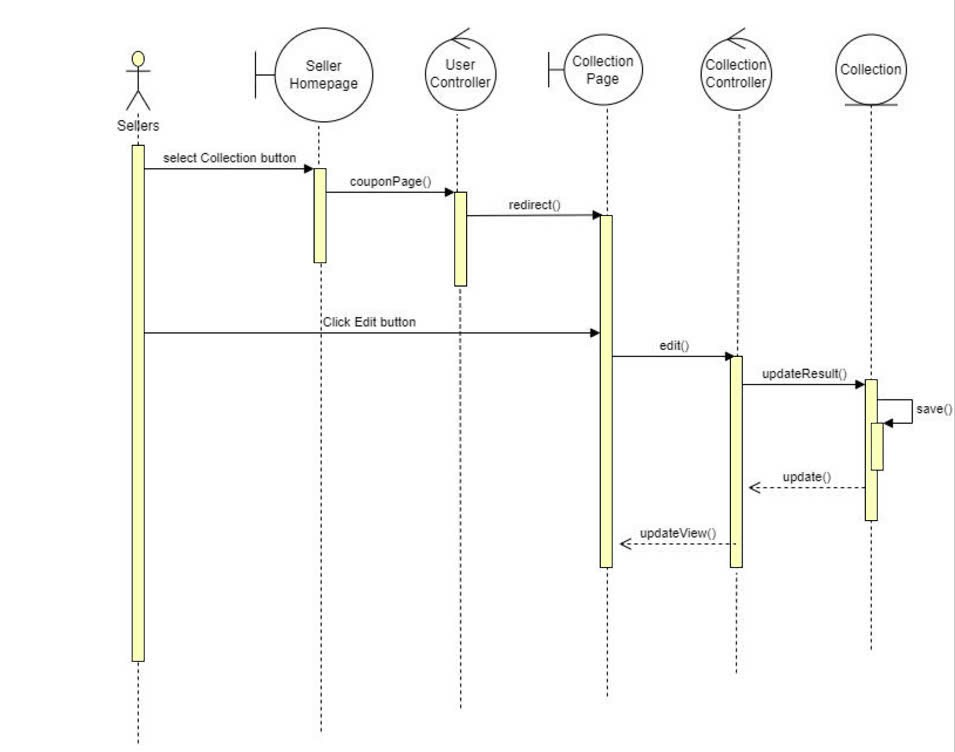 Seller
Homepage
User
Controller
Collection
Page
Collection
Controller
Collection
Sellers
select Collection button
couponPage()
redirect()
Click Edit button
edit()
updateResult()
save()
update()
updateView()